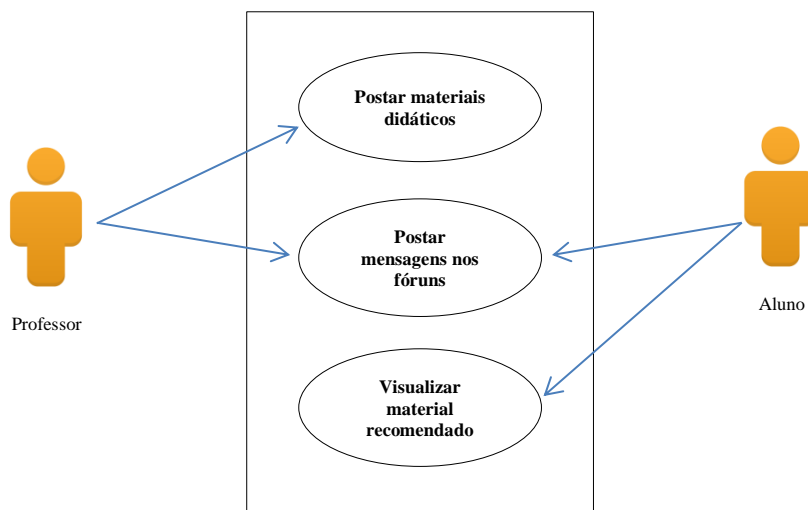 Postar materiais
didáticos
Postar
mensagens nos
fóruns
Professor
Aluno
Visualizar
material
recomendado